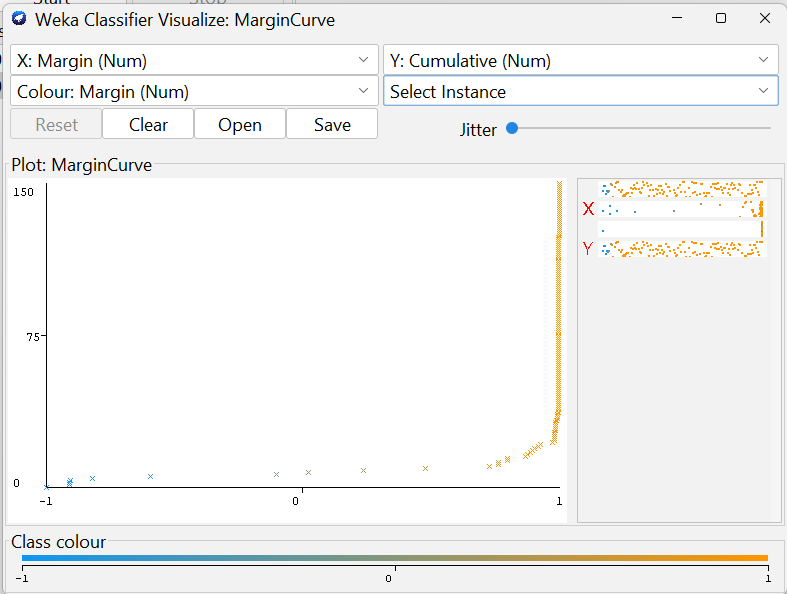 Weka Classifier Visualize: MarginCurve
X: Margin (Num)
Y: Cumulative (Num)
Colour: Margin (Num)
Select Instance
Reset
Clear
Open
Save
Jitter
Plot: MarginCurve
150
75
0
-1
0
1
X
Y
Class colour
-1
0
1